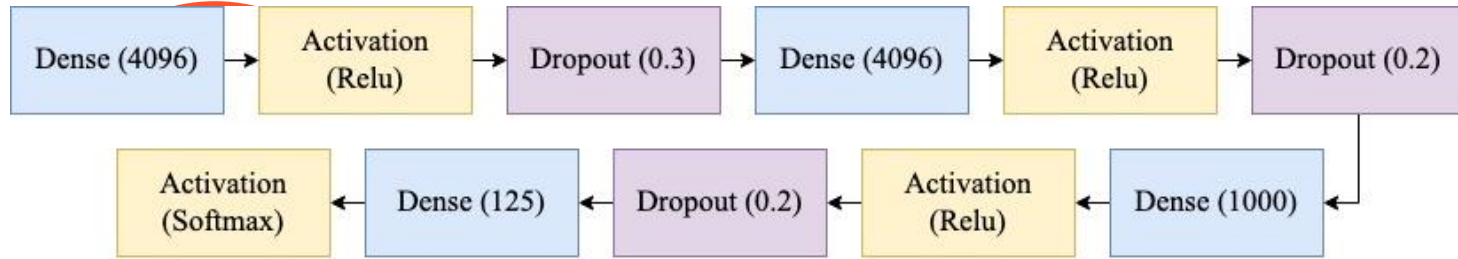 Dense (4096)
Activation
(Relu)
Dropout (0.3)
Dense (4096)
Activation
(Relu)
Dropout (0.2)
Dense (1000)
Activation
(Relu)
Dropout (0.2)
Dense (125)
Activation
(Softmax)